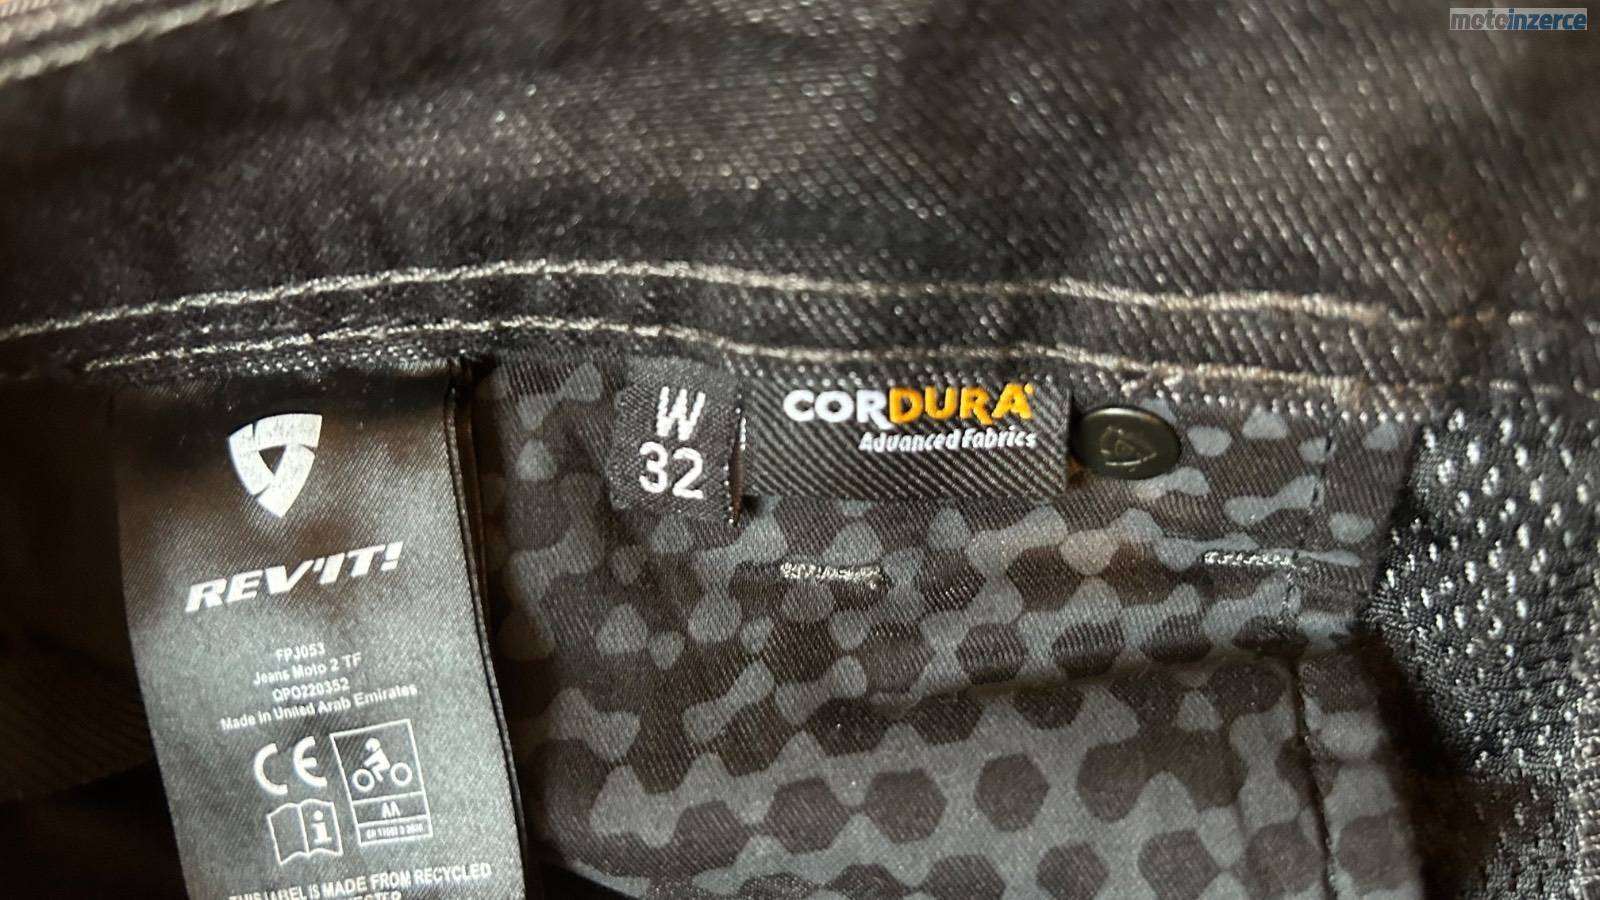 motoinzerce
W
32
CORDURA
Advanced Fabrics
REV'IT!
FPJ053
Jeans Moto 2 TF
QPO220352
Made in United Arab Emirates
CE
AA
i
THIS LABEL IS MADE FROM RECYCLED